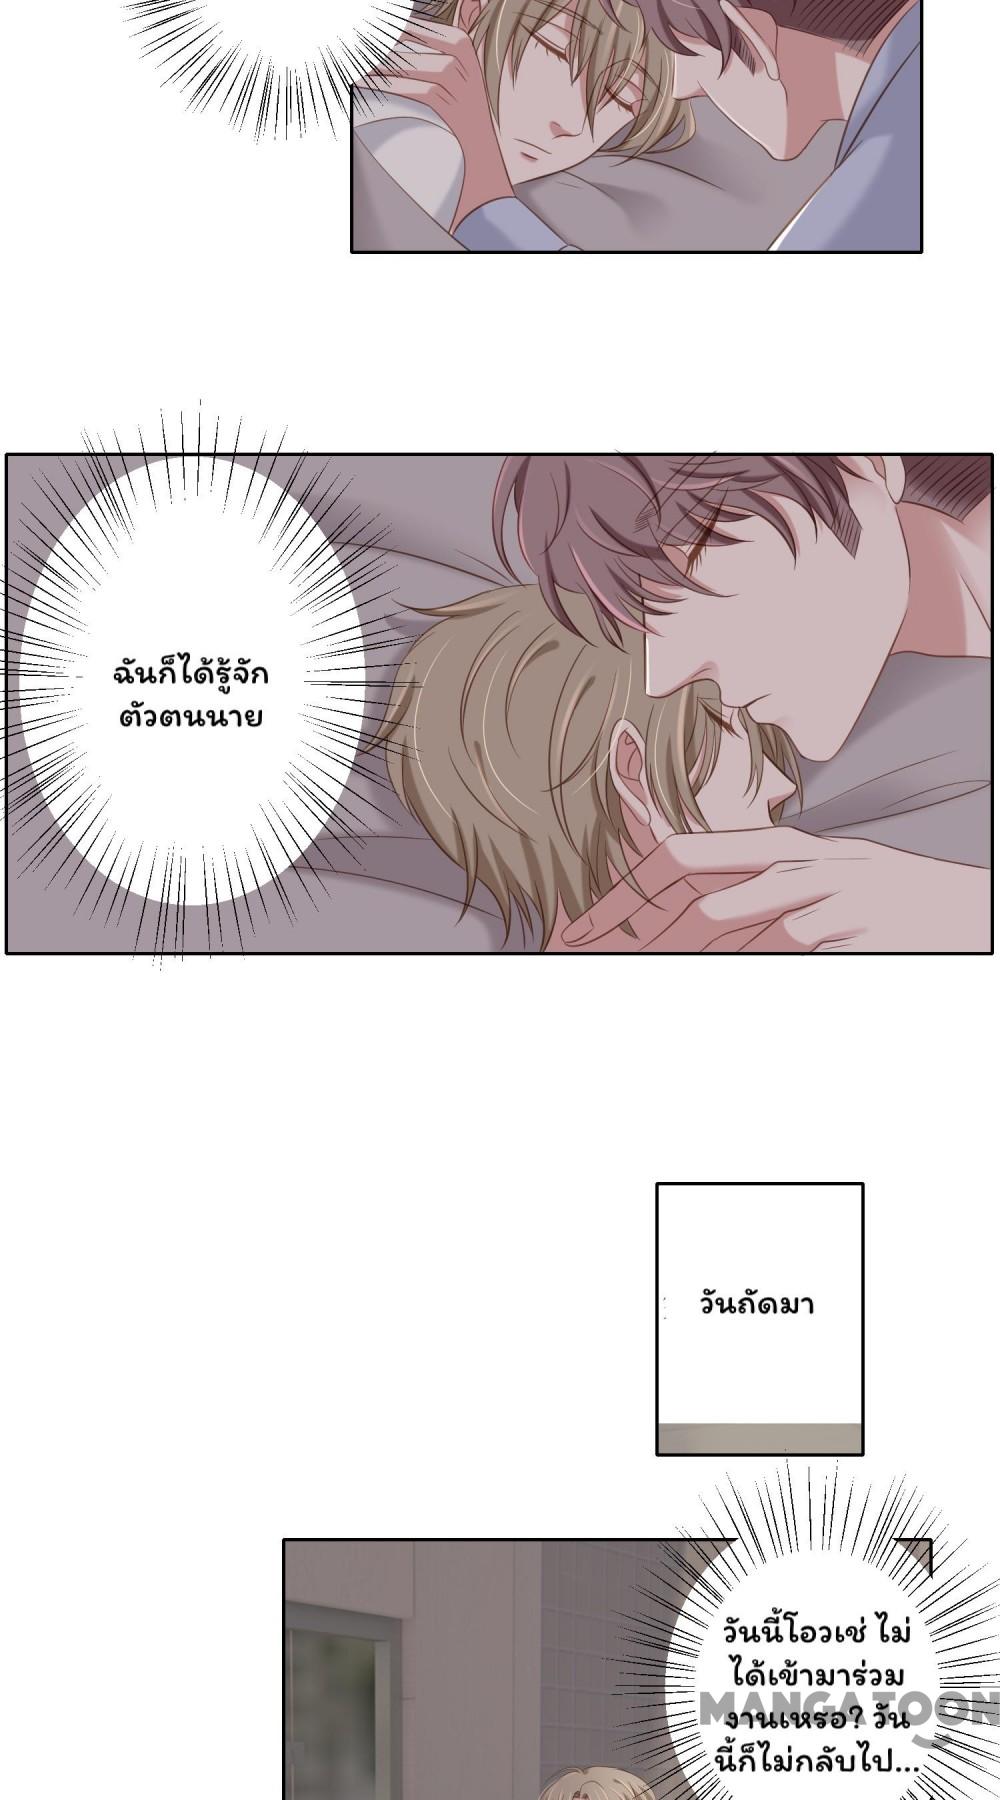 ฉันก็ได้รู้จัก
ตัวตนนาย
วันถัดมา
วันนี้โอวเช่ ไม่
ได้เข้ามาร่วม
งานเหรอ? วัน
นี้ก็ไม่กลับไป...
MANGATOON